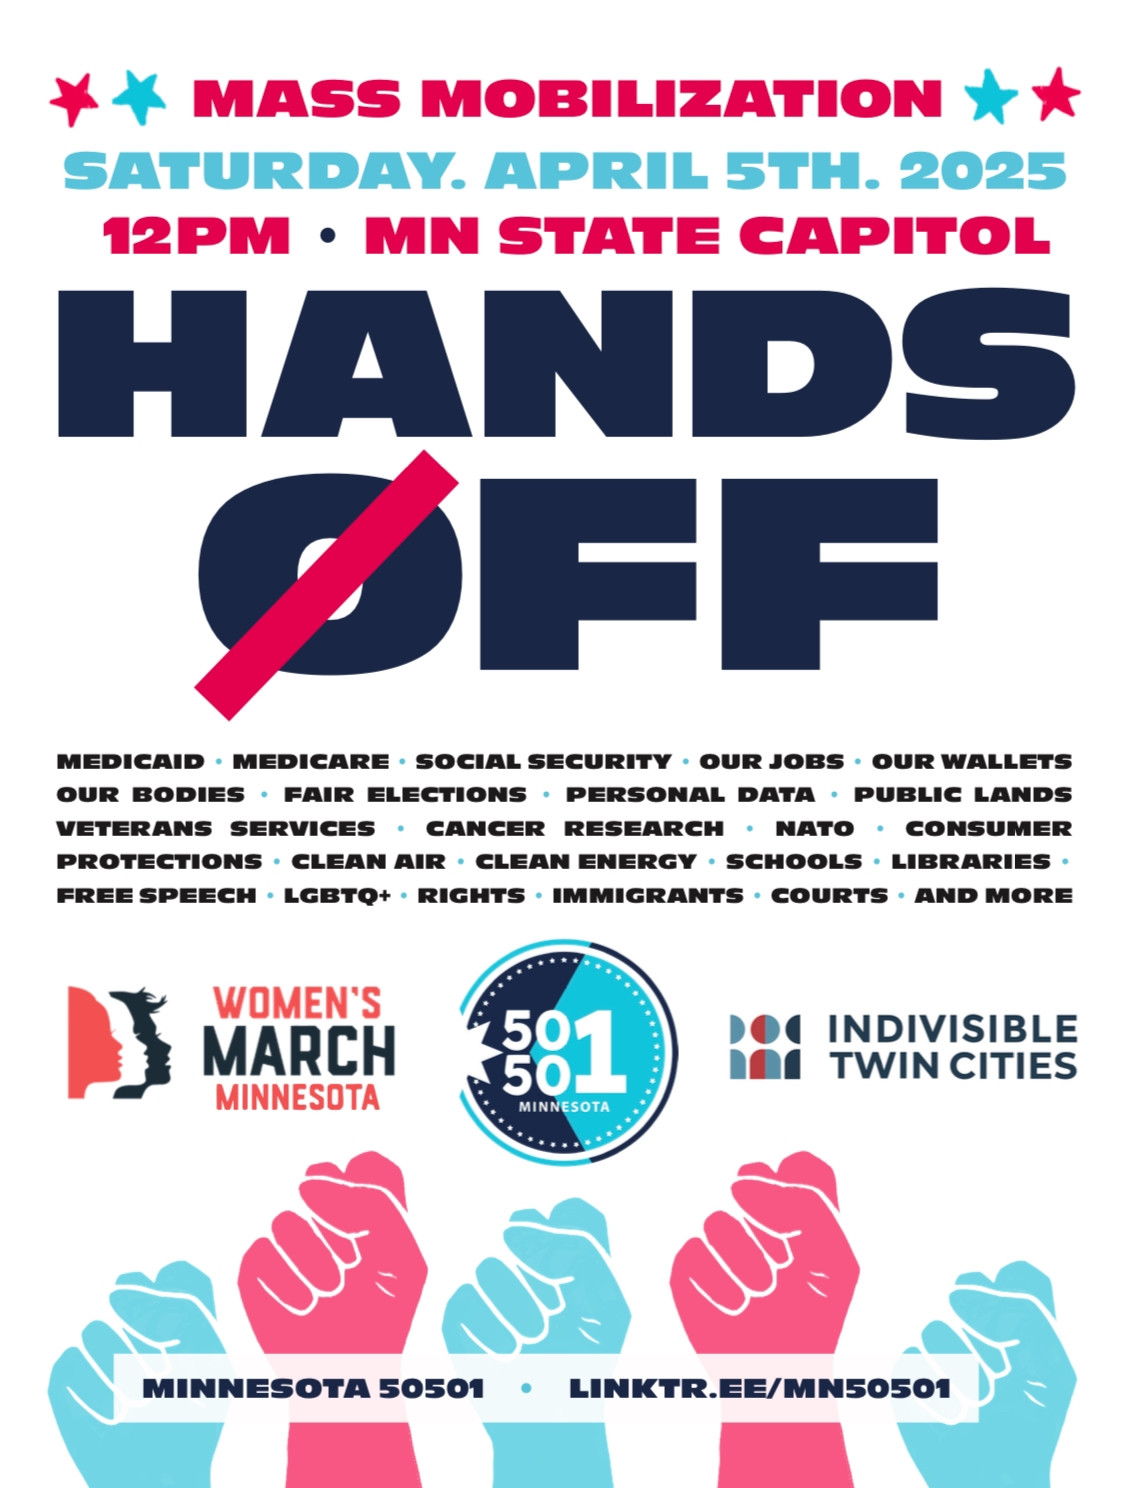 MASS MOBILIZATION
SATURDAY. APRIL 5TH. 2025
12PM • MN STATE CAPITOL
HANDS
OFF
MEDICAID · MEDICARE · SOCIAL SECURITY · OUR JOBS · OUR WALLETS
OUR BODIES · FAIR ELECTIONS · PERSONAL DATA · PUBLIC LANDS
VETERANS SERVICES · CANCER RESEARCH · NATO · CONSUMER
PROTECTIONS · CLEAN AIR · CLEAN ENERGY · SCHOOLS · LIBRARIES ·
FREE SPEECH · LGBTQ+ · RIGHTS · IMMIGRANTS · COURTS · AND MORE
WOMEN'S
MARCH
MINNESOTA
50
50
1
MINNESOTA
INDIVISIBLE
TWIN CITIES
MINNESOTA 50501 • LINKTR.EE/MN50501